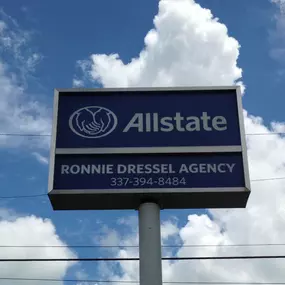 Allstate
RONNIE DRESSEL AGENCY
337-394-8484